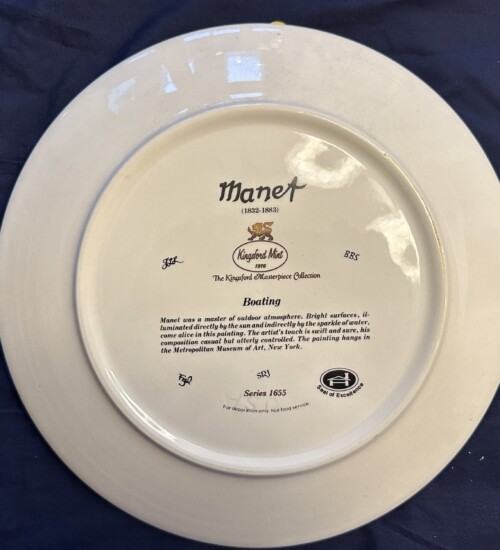 Manet
(1832-1883)
Kingsford Mint
1976
The Kingsford Masterpiece Collection
BBS
Boating
Manet was a master of outdoor atmosphere. Bright surfaces, il-
luminated directly by the sun and indirectly by the sparkle of water,
come alive in this painting. The artist's touch is swift and sure, his
composition casual but utterly controlled. The painting hangs in
the Metropolitan Museum of Art, New York.
SRJ
Series 1655
Seal of Excellence
For decoration only. Not food service.